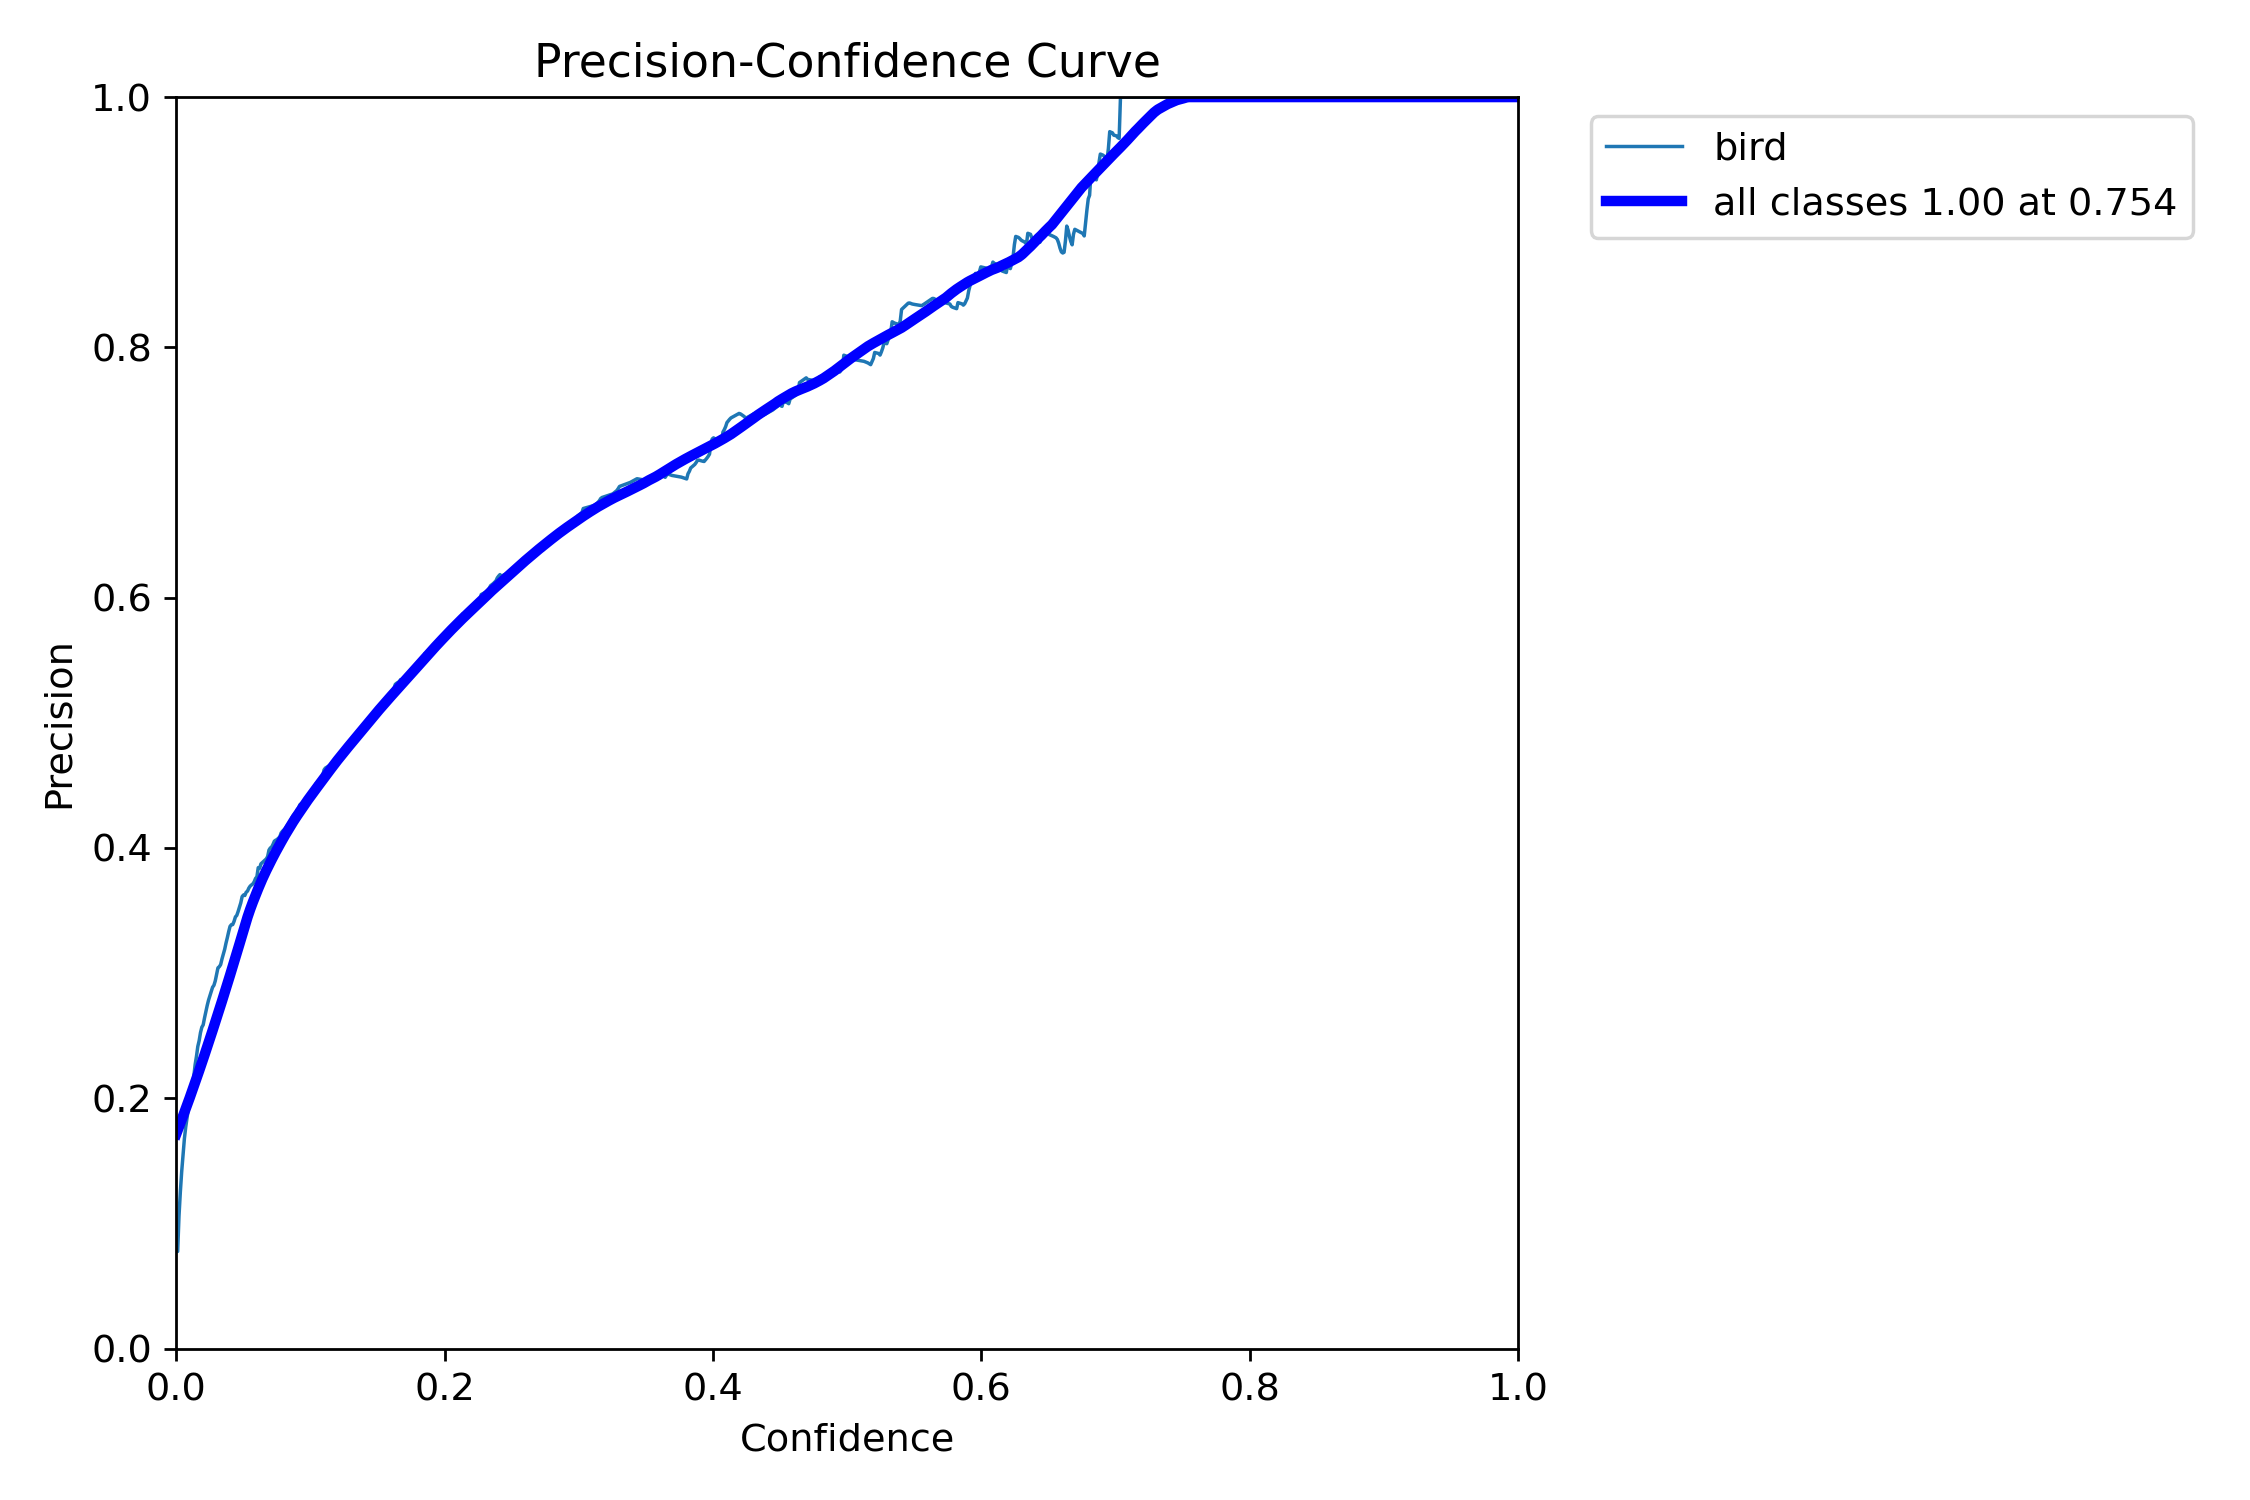 Precision-Confidence Curve
1.0
0.8
0.6
0.4
0.2
0.0
Precision
0.0 0.2 0.4 0.6 0.8 1.0
Confidence
bird
all classes 1.00 at 0.754